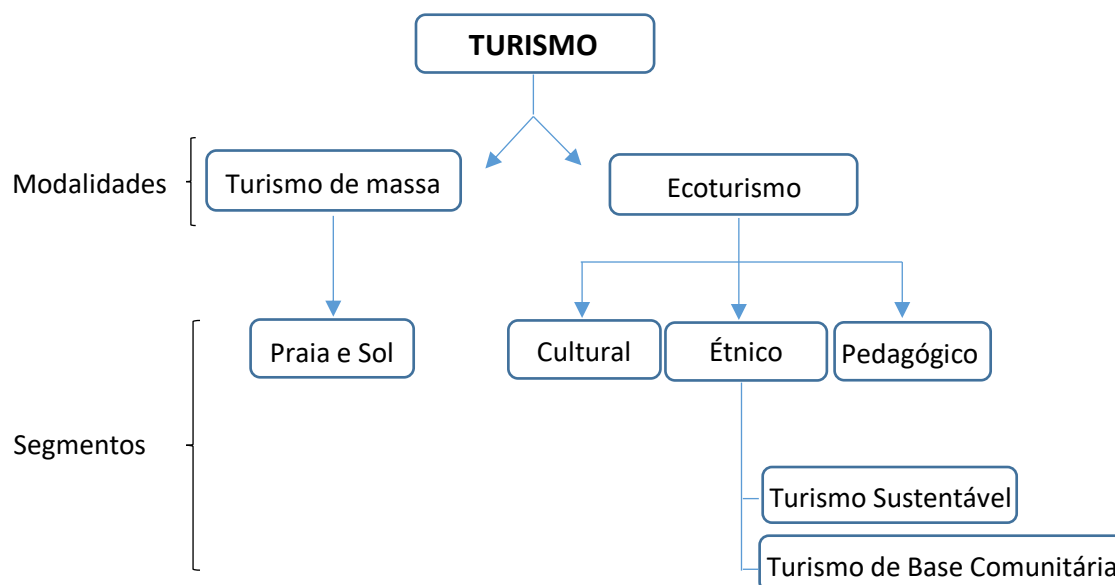 TURISMO
Modalidades
Turismo de massa
Ecoturismo
Praia e Sol
Cultural
Étnico
Pedagógico
Segmentos
Turismo Sustentável
Turismo de Base Comunitária